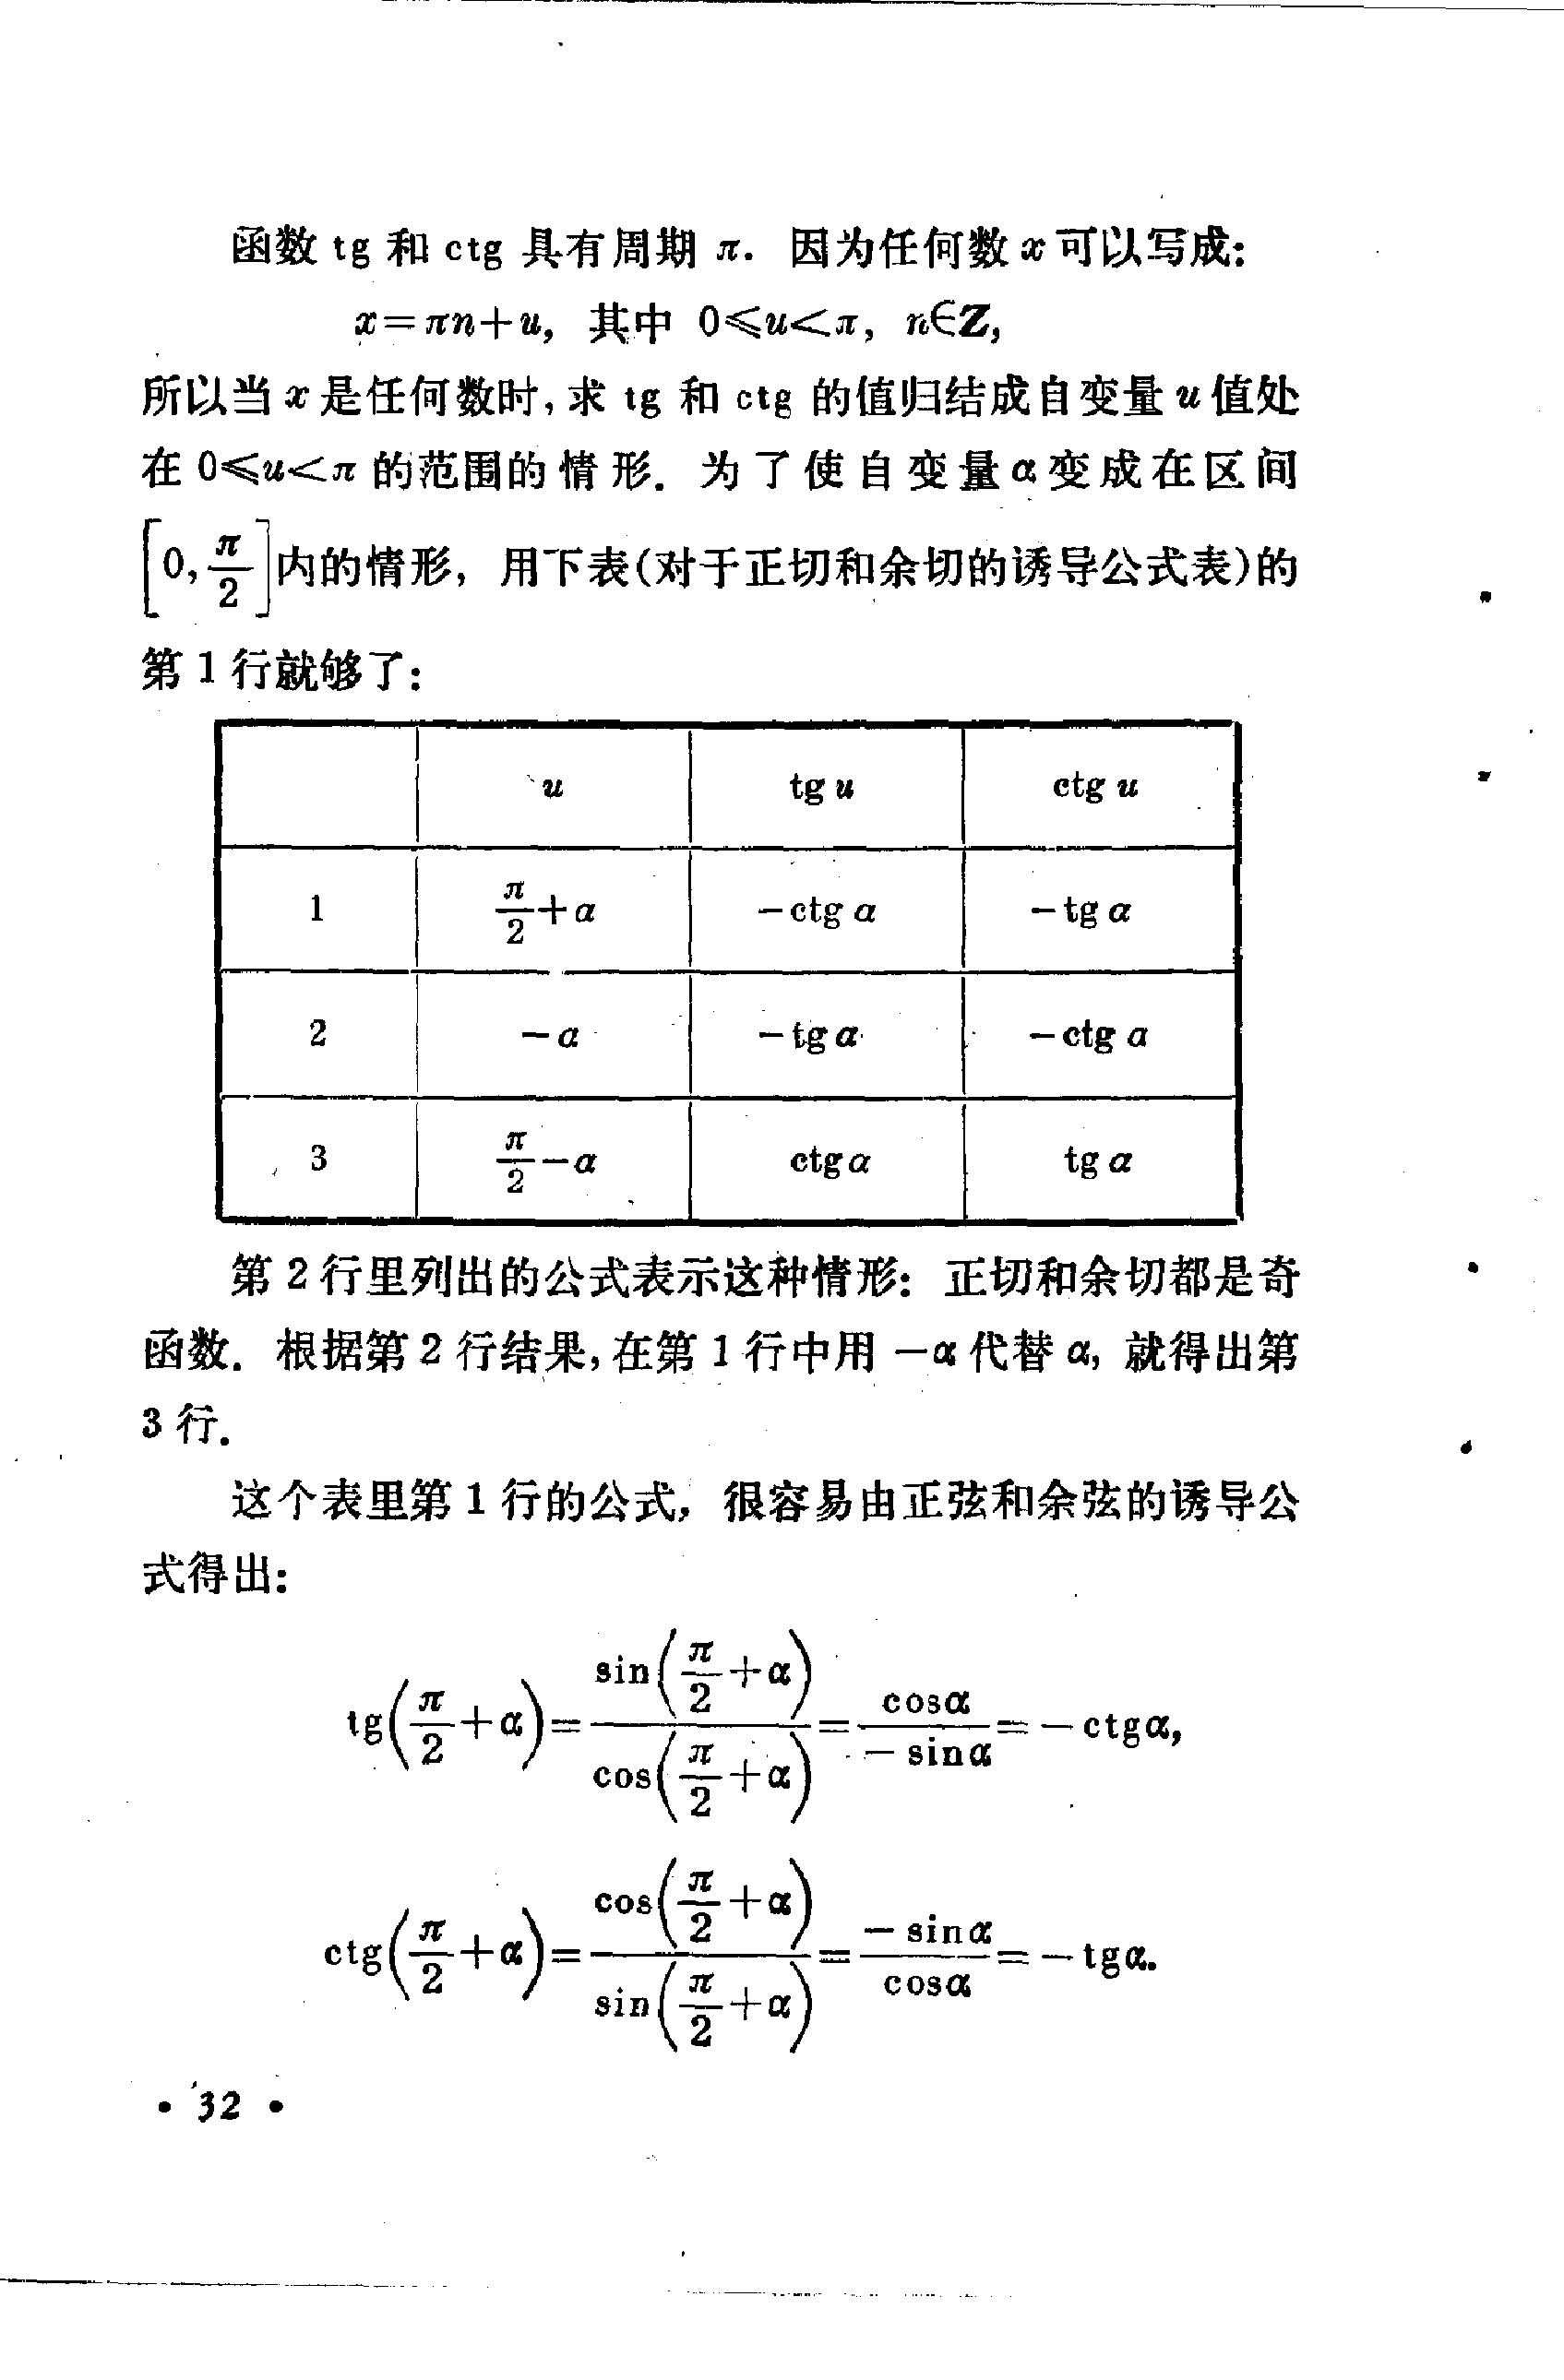 函数 tg 和 ctg 具有周期 π. 因为任何数 x 可以写成:
x=πn+u, 其中 0⩽u<π, n∈Z,
所以当 x 是任何数时, 求 tg 和 ctg 的值归结成自变量 u 值处
在 0⩽u<π 的范围的情形. 为了使自变量α变成在区间
[0, π/2]内的情形, 用下表(对于正切和余切的诱导公式表)的
第 1 行就够了:
u tg u ctg u
1 π/2+α −ctg α −tg α
2 −α −tg α −ctg α
3 π/2−α ctg α tg α
第 2 行里列出的公式表示这种情形: 正切和余切都是奇
函数. 根据第 2 行结果, 在第 1 行中用 −α 代替 α, 就得出第
3 行.
这个表里第 1 行的公式, 很容易由正弦和余弦的诱导公
式得出:
tg(π/2+α)=sin(π/2+α)/cos(π/2+α)=cosα/−sinα=−ctgα,
ctg(π/2+α)=cos(π/2+α)/sin(π/2+α)=−sinα/cosα=−tgα.
• 32 •